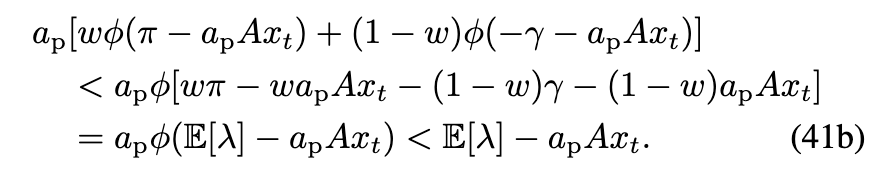 a_p[wϕ(π − a_pAx_t) + (1 − w)ϕ(−γ − a_pAx_t)]
< a_pϕ[wπ − wa_pAx_t − (1 − w)γ − (1 − w)a_pAx_t]
= a_pϕ(𝔼[λ] − a_pAx_t) < 𝔼[λ] − a_pAx_t. (41b)